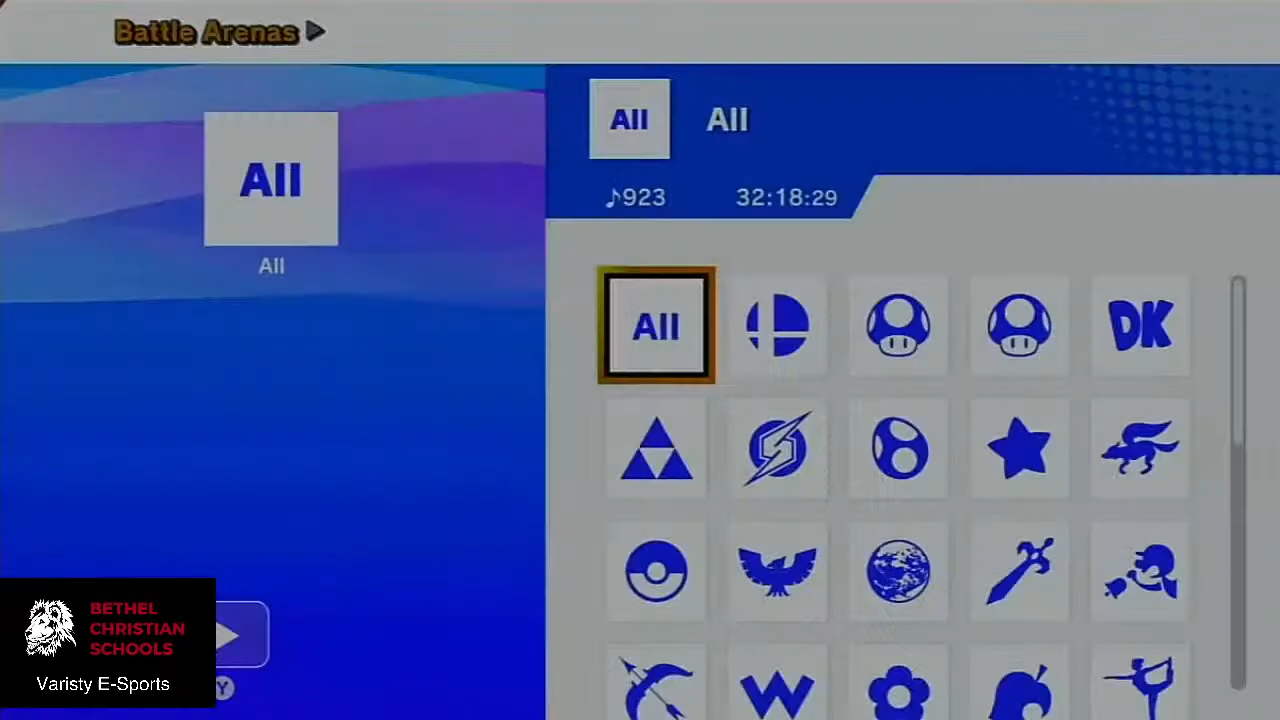 Battle Arenas
All
All
All All
♪923 32:18:29
All
DK
W
Y
BETHEL
CHRISTIAN
SCHOOLS
Varisty E-Sports